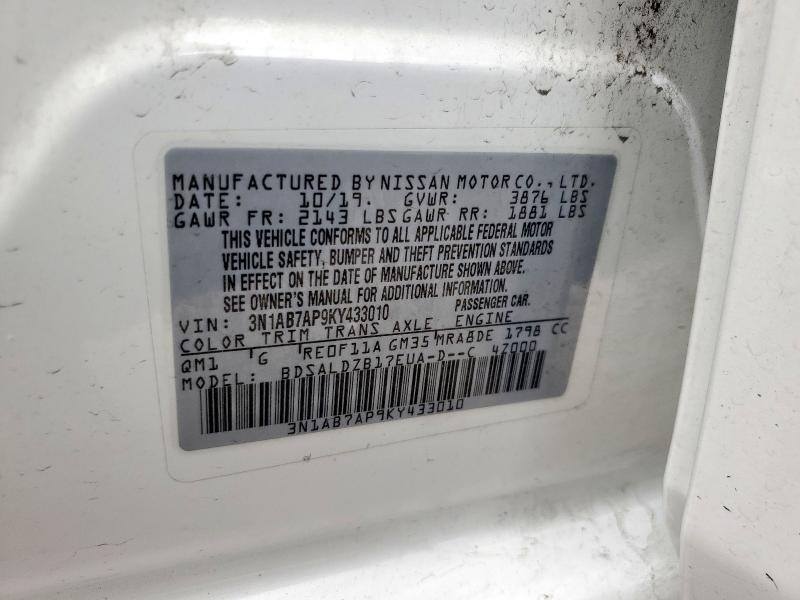 MANUFACTURED BY NISSAN MOTOR CO., LTD.
DATE: 10/19. GVWR: 3876 LBS
GAWR FR: 2143 LBS GAWR RR: 1881 LBS
THIS VEHICLE CONFORMS TO ALL APPLICABLE FEDERAL MOTOR
VEHICLE SAFETY, BUMPER AND THEFT PREVENTION STANDARDS
IN EFFECT ON THE DATE OF MANUFACTURE SHOWN ABOVE.
SEE OWNER'S MANUAL FOR ADDITIONAL INFORMATION.
VIN: 3N1AB7AP9KY433010 PASSENGER CAR.
COLOR TRIM TRANS AXLE ENGINE
QM1 'G 'RE0F11A GM35 'MRA8DE 1798 CC
MODEL: BDSALDZB17EUA-D--C 4Z000
3N1AB7AP9KY433010